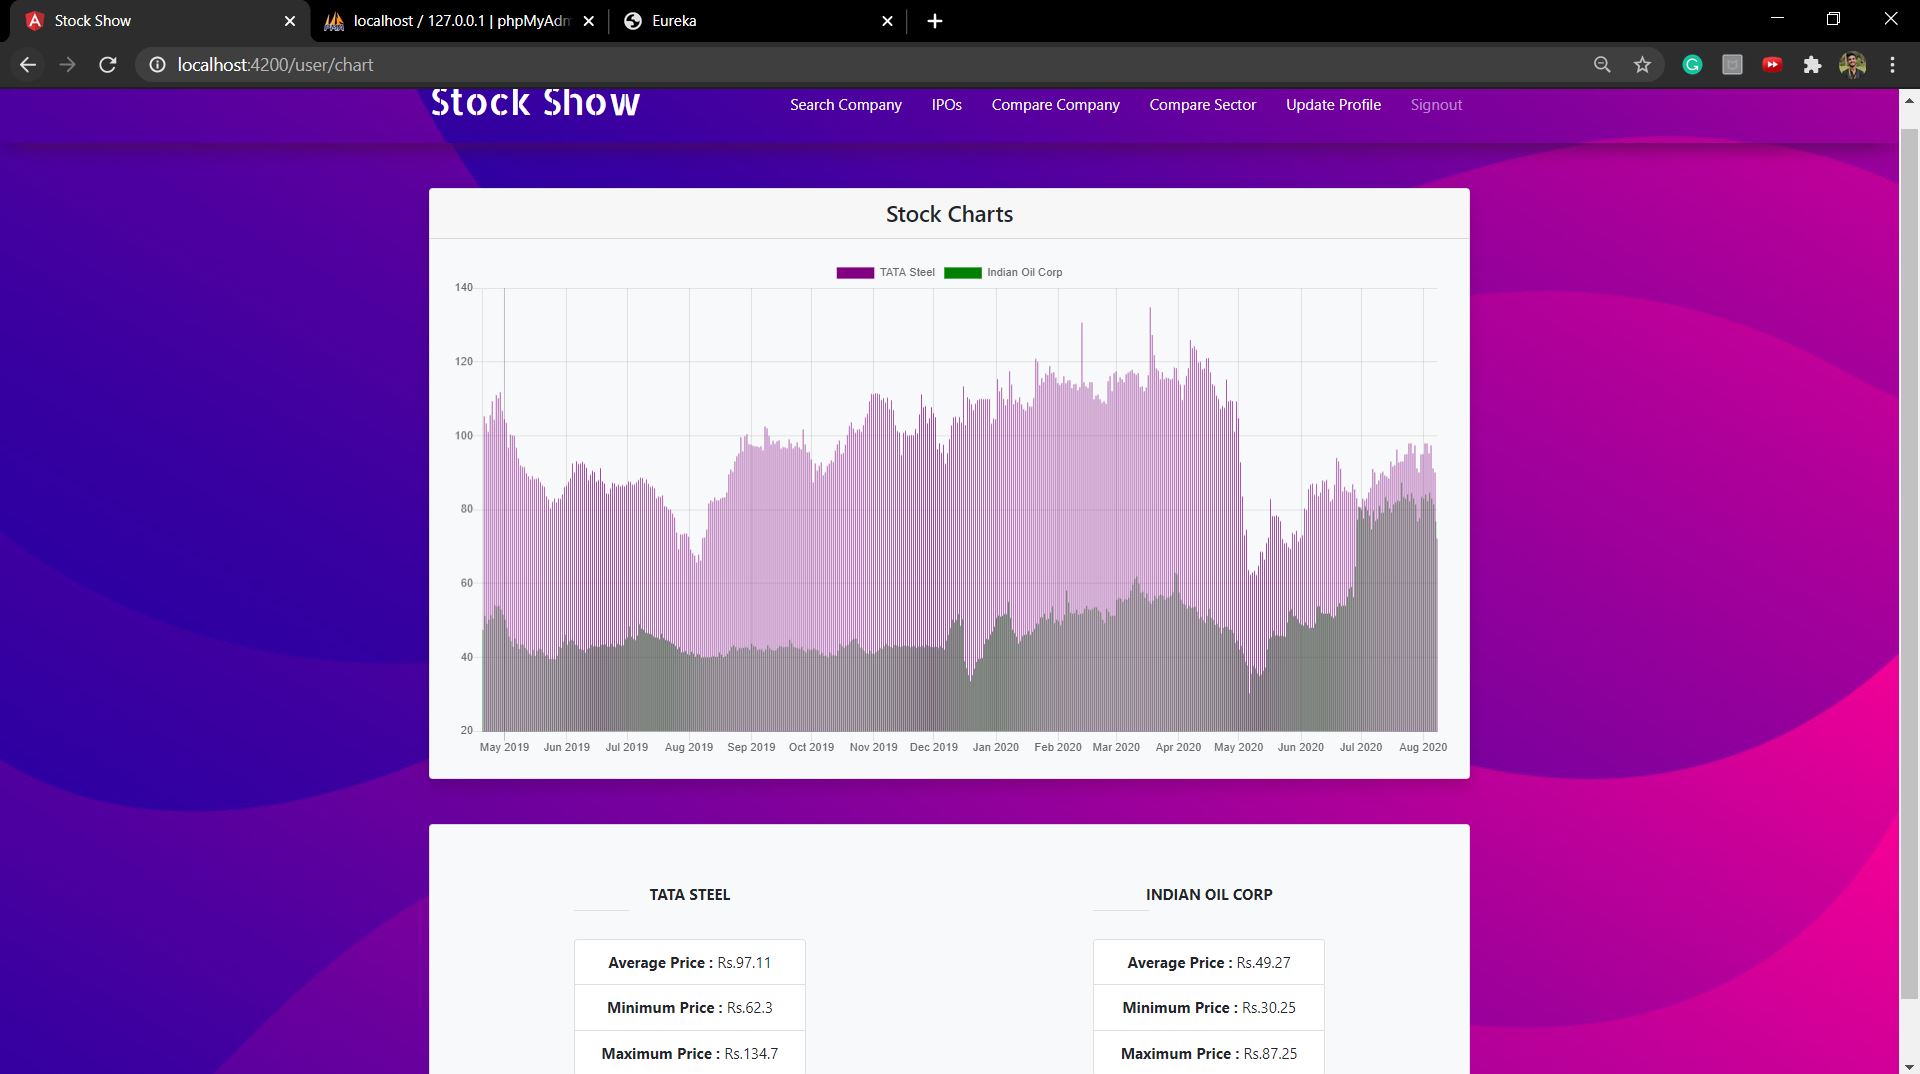 Stock Show
localhost / 127.0.0.1 | phpMyAdm
Eureka
localhost:4200/user/chart
Stock Show
Search Company
IPOs
Compare Company
Compare Sector
Update Profile
Signout
Stock Charts
TATA Steel
Indian Oil Corp
140
120
100
80
60
40
20
May 2019 Jun 2019 Jul 2019 Aug 2019 Sep 2019 Oct 2019 Nov 2019 Dec 2019 Jan 2020 Feb 2020 Mar 2020 Apr 2020 May 2020 Jun 2020 Jul 2020 Aug 2020
TATA STEEL
Average Price : Rs.97.11
Minimum Price : Rs.62.3
Maximum Price : Rs.134.7
INDIAN OIL CORP
Average Price : Rs.49.27
Minimum Price : Rs.30.25
Maximum Price : Rs.87.25